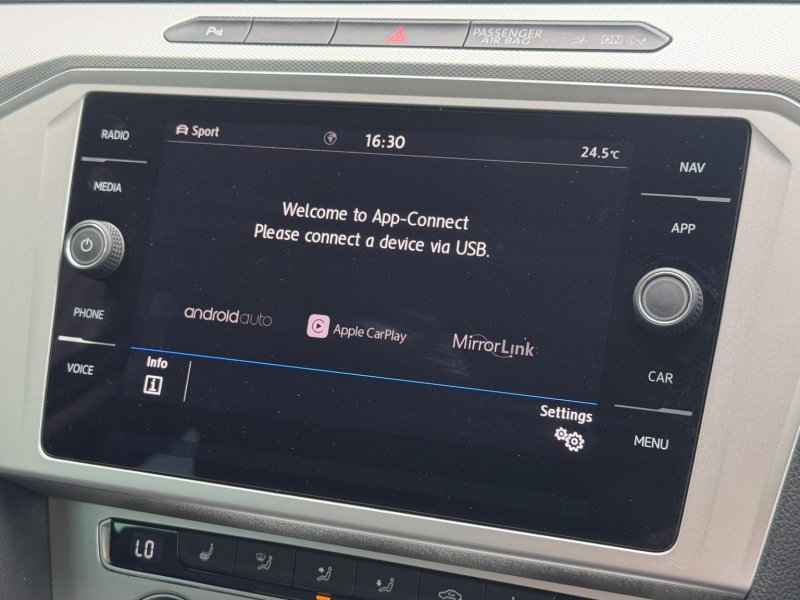 PASSENGER
AIR BAG
ON
RADIO
MEDIA
PHONE
VOICE
Sport
16:30
24.5°C
Welcome to App-Connect
Please connect a device via USB.
androidauto
Apple CarPlay
MirrorLink
Info
Settings
NAV
APP
CAR
MENU
LO